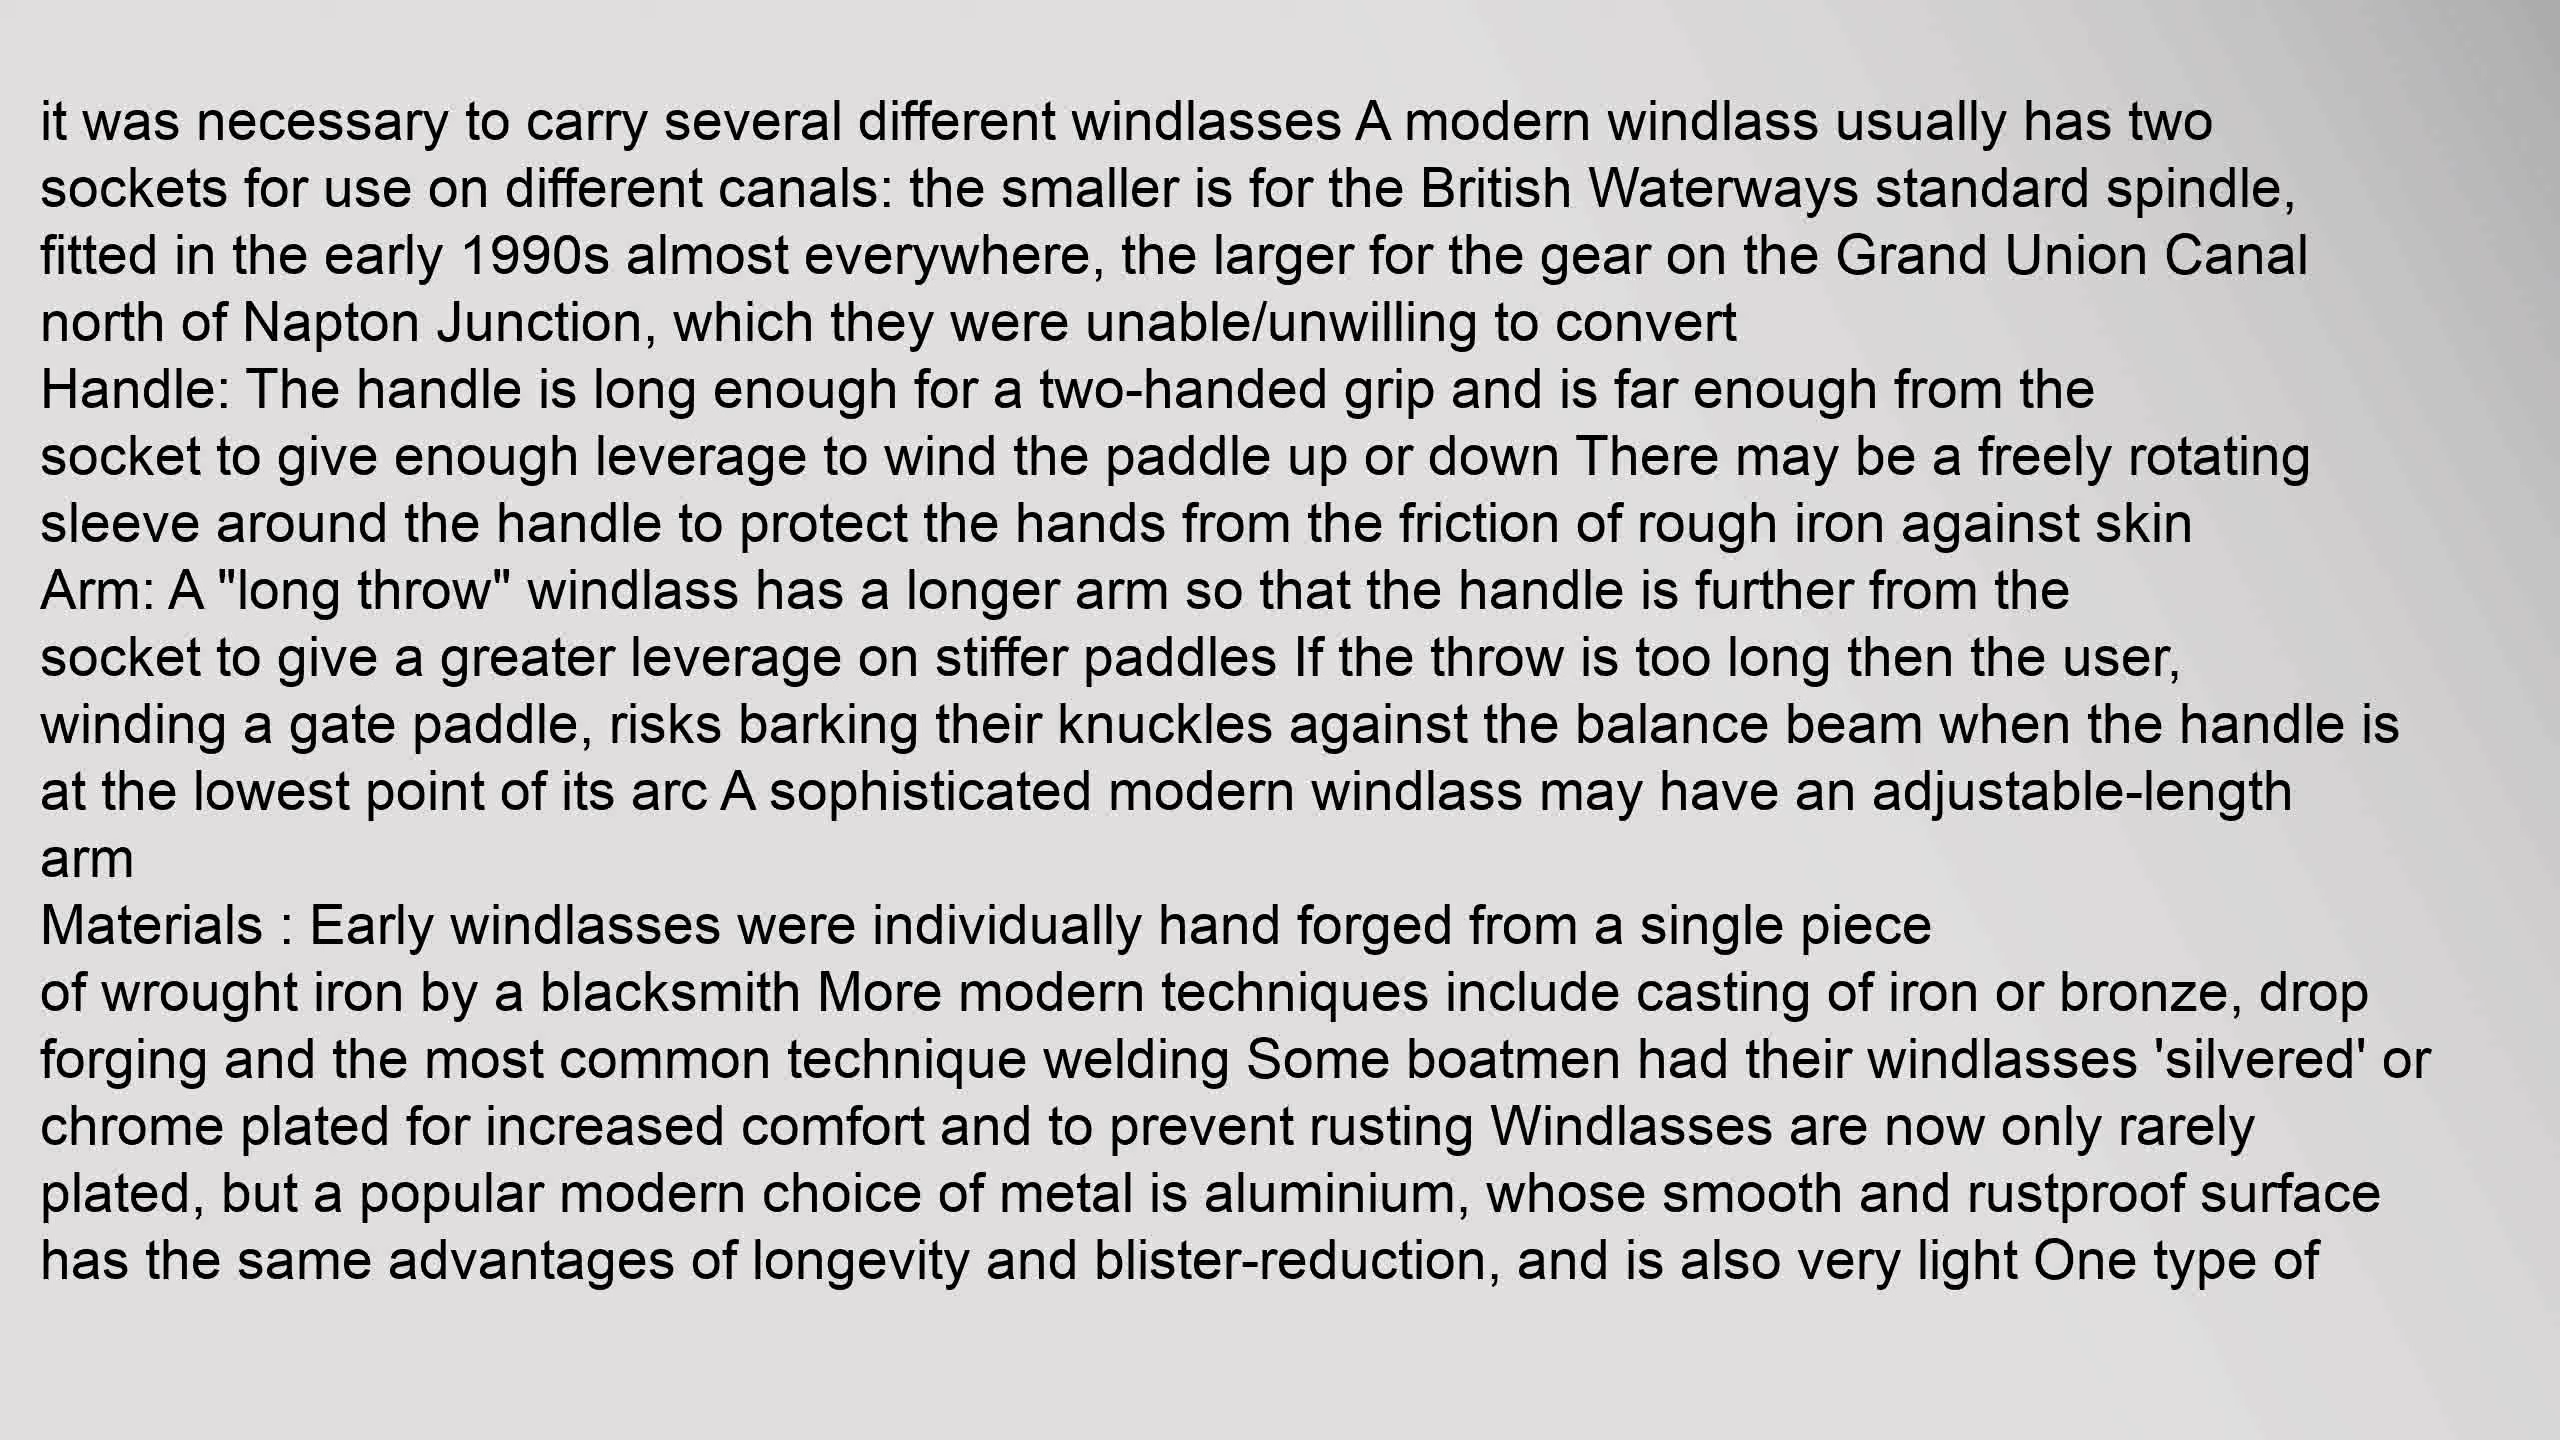 it was necessary to carry several different windlasses A modern windlass usually has two
sockets for use on different canals: the smaller is for the British Waterways standard spindle,
fitted in the early 1990s almost everywhere, the larger for the gear on the Grand Union Canal
north of Napton Junction, which they were unable/unwilling to convert
Handle: The handle is long enough for a two-handed grip and is far enough from the
socket to give enough leverage to wind the paddle up or down There may be a freely rotating
sleeve around the handle to protect the hands from the friction of rough iron against skin
Arm: A "long throw" windlass has a longer arm so that the handle is further from the
socket to give a greater leverage on stiffer paddles If the throw is too long then the user,
winding a gate paddle, risks barking their knuckles against the balance beam when the handle is
at the lowest point of its arc A sophisticated modern windlass may have an adjustable-length
arm
Materials : Early windlasses were individually hand forged from a single piece
of wrought iron by a blacksmith More modern techniques include casting of iron or bronze, drop
forging and the most common technique welding Some boatmen had their windlasses 'silvered' or
chrome plated for increased comfort and to prevent rusting Windlasses are now only rarely
plated, but a popular modern choice of metal is aluminium, whose smooth and rustproof surface
has the same advantages of longevity and blister-reduction, and is also very light One type of